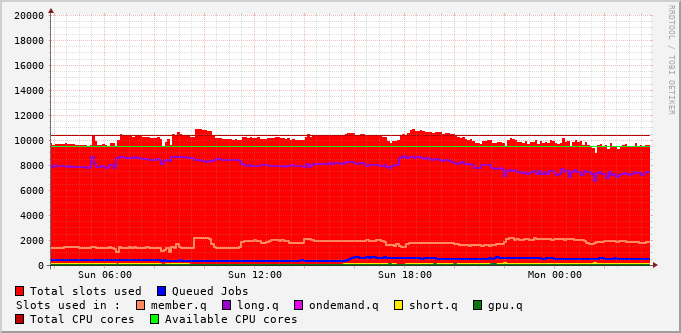 RRDTOOL / TOBI OETIKER
20000
18000
16000
14000
12000
10000
8000
6000
4000
2000
0
Sun 06:00 Sun 12:00 Sun 18:00 Mon 00:00
Total slots used Queued Jobs
Slots used in : member.q long.q ondemand.q short.q gpu.q
Total CPU cores Available CPU cores